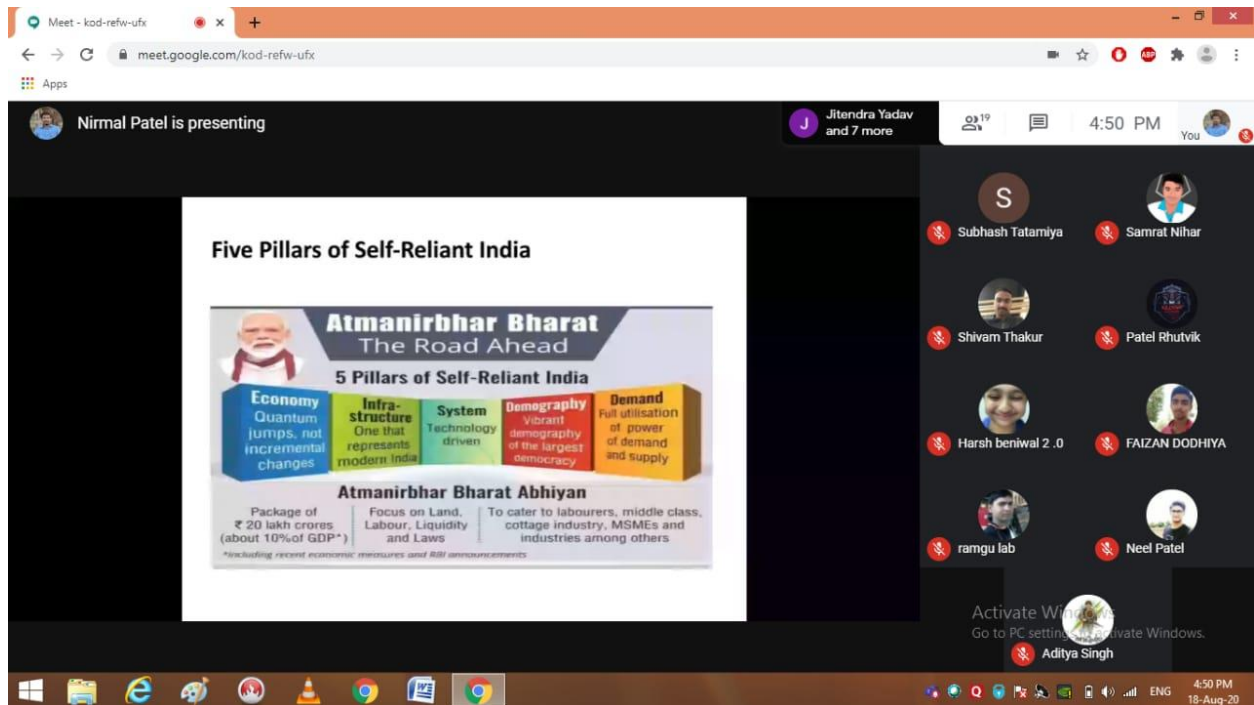 Meet - kod-refw-ufx
meet.google.com/kod-refw-ufx
ABP
Apps
Nirmal Patel is presenting
J
Jitendra Yadav
and 7 more
19
4:50 PM
You
Five Pillars of Self-Reliant India
Atmanirbhar Bharat
The Road Ahead
5 Pillars of Self-Reliant India
Economy
Quantum
jumps, not
incremental
changes
Infra-
structure
One that
represents
modern India
System
Technology
driven
Demography
Vibrant
demography
of the largest
democracy
Demand
Full utilisation
of power
of demand
and supply
Atmanirbhar Bharat Abhiyan
Package of
₹ 20 lakh crores
(about 10%of GDP*)
Focus on Land,
Labour, Liquidity
and Laws
To cater to labourers, middle class,
cottage industry, MSMEs and
industries among others
*including recent economic measures and RBI announcements
S
Subhash Tatamiya
Samrat Nihar
Shivam Thakur
Patel Rhutvik
Harsh beniwal 2 .0
FAIZAN DODHIYA
ramgu lab
Neel Patel
Activate Windows
Go to PC settings to activate Windows.
Aditya Singh
ENG
4:50 PM
18-Aug-20